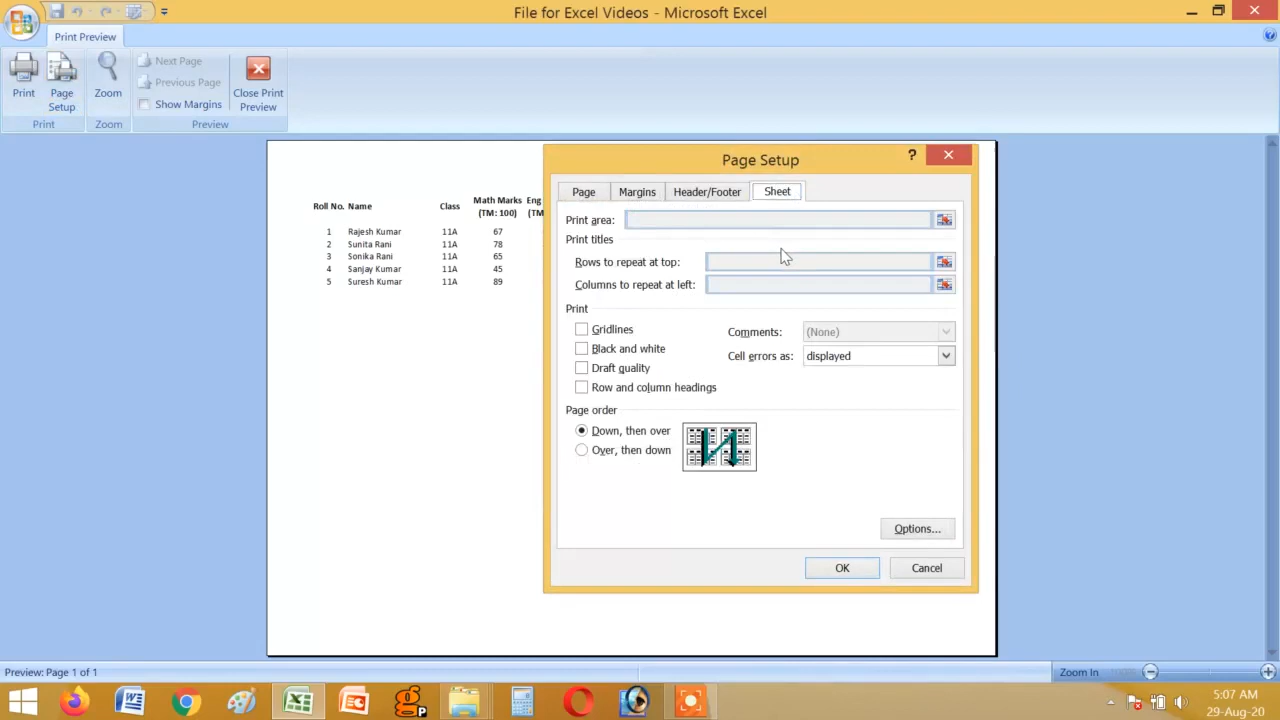 File for Excel Videos - Microsoft Excel
Print Preview
Print
Page Setup
Zoom
Next Page
Previous Page
Show Margins
Close Print Preview
Print
Zoom
Preview
Roll No. Name Class Math Marks (TM: 100) Eng (TM
1 Rajesh Kumar 11A 67
2 Sunita Rani 11A 78
3 Sonika Rani 11A 65
4 Sanjay Kumar 11A 45
5 Suresh Kumar 11A 89
Page Setup
?
Page Margins Header/Footer Sheet
Print area:
Print titles
Rows to repeat at top:
Columns to repeat at left:
Print
Gridlines
Black and white
Draft quality
Row and column headings
Comments: (None)
Cell errors as: displayed
Page order
Down, then over
Over, then down
Options...
OK Cancel
Preview: Page 1 of 1
Zoom In
5:07 AM
29-Aug-20